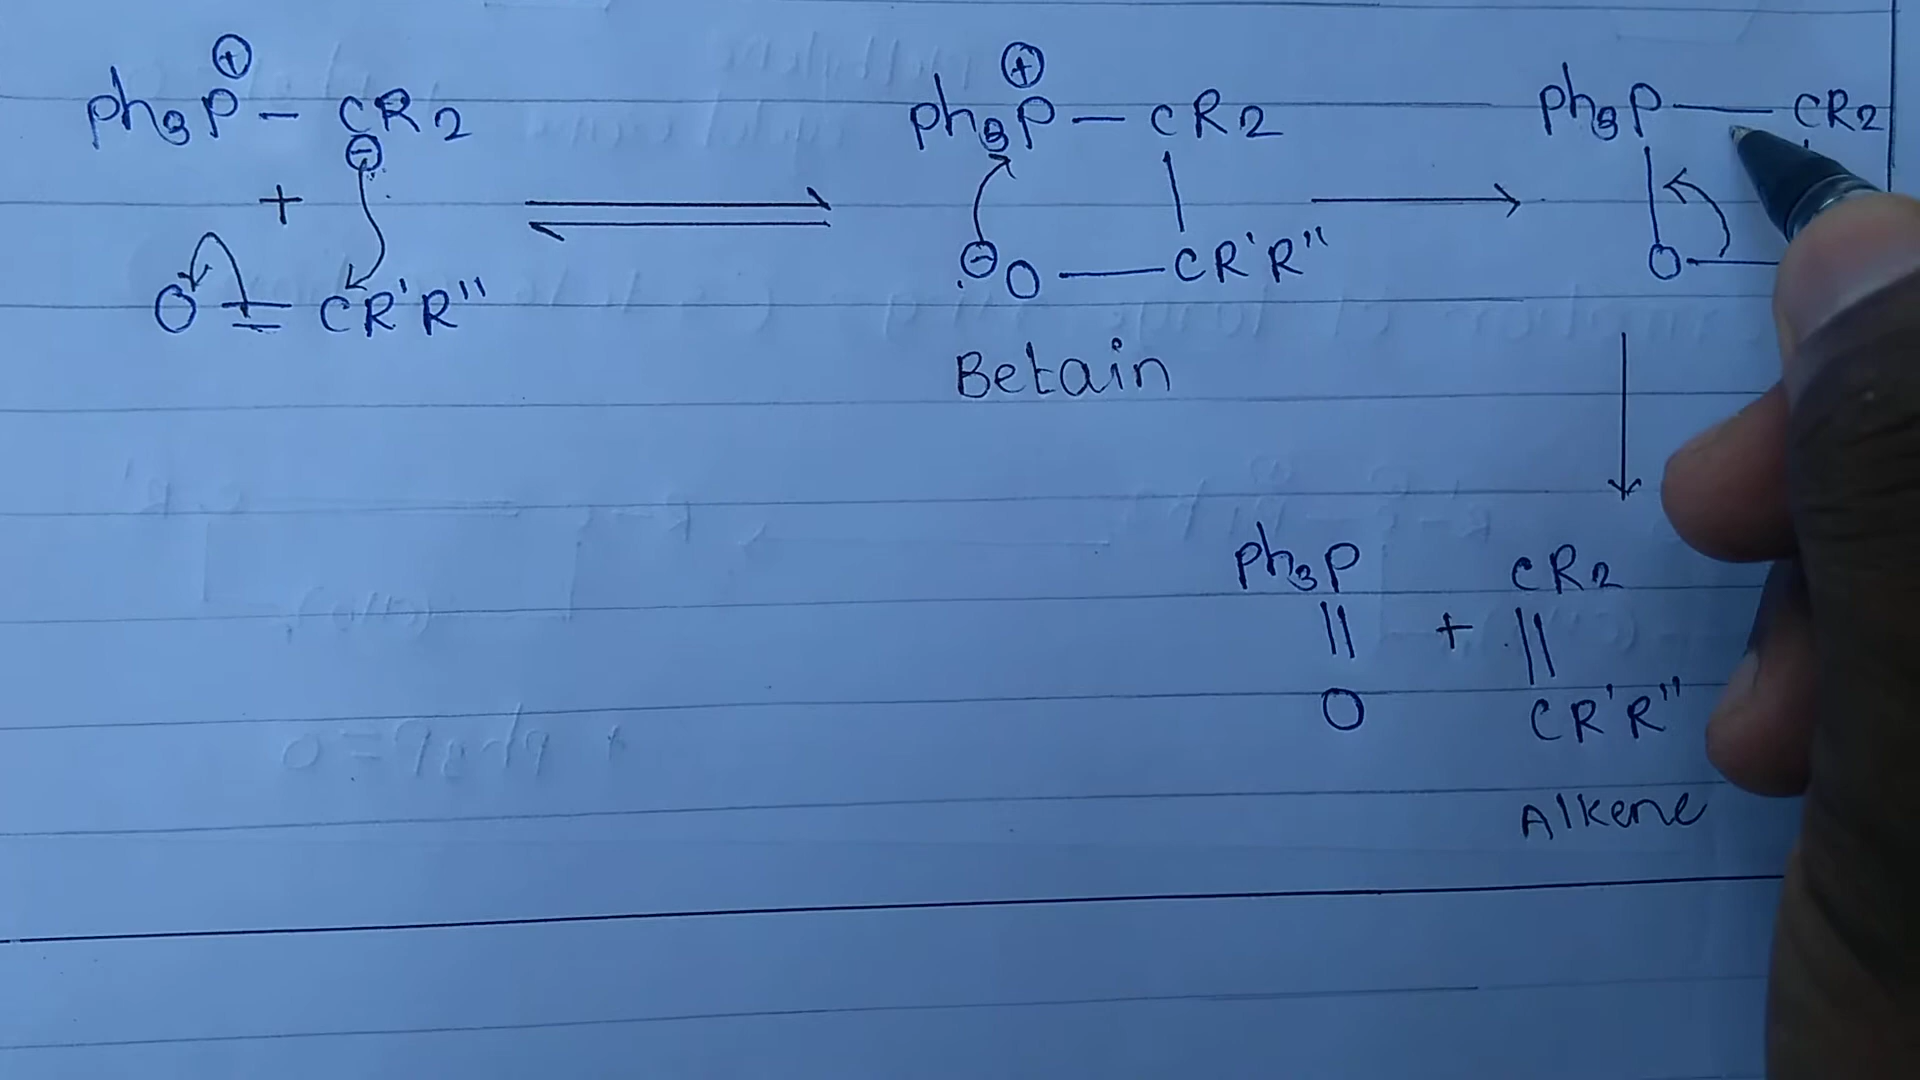 Ph3P⊕ – CR2⊖
+
O = CR'R''
⇌
Ph3P⊕ – CR2
⊖O — CR'R''
Betain
→
Ph3P — CR2
O —
↓
Ph3P + CR2
|| ||
O CR'R''
Alkene